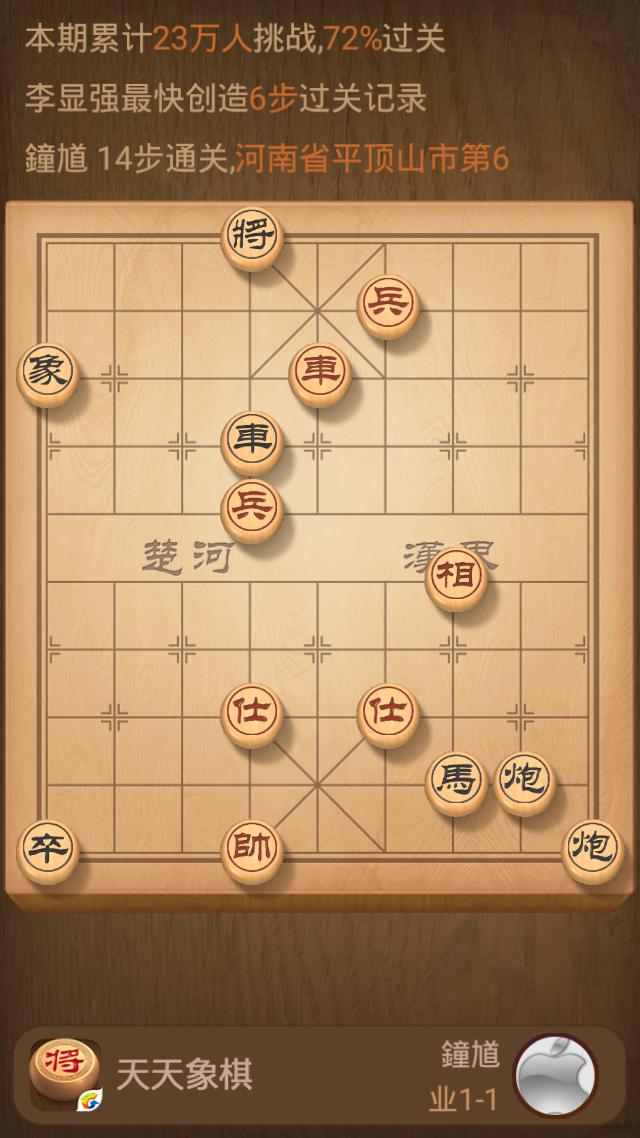 本期累计23万人挑战,72%过关
李显强最快创造6步过关记录
鐘馗 14步通关,河南省平顶山市第6
將
兵
象
車
車
兵
楚河 漢界
相
仕 仕
馬 炮
卒 帥 炮
将 天天象棋
鐘馗
业1-1